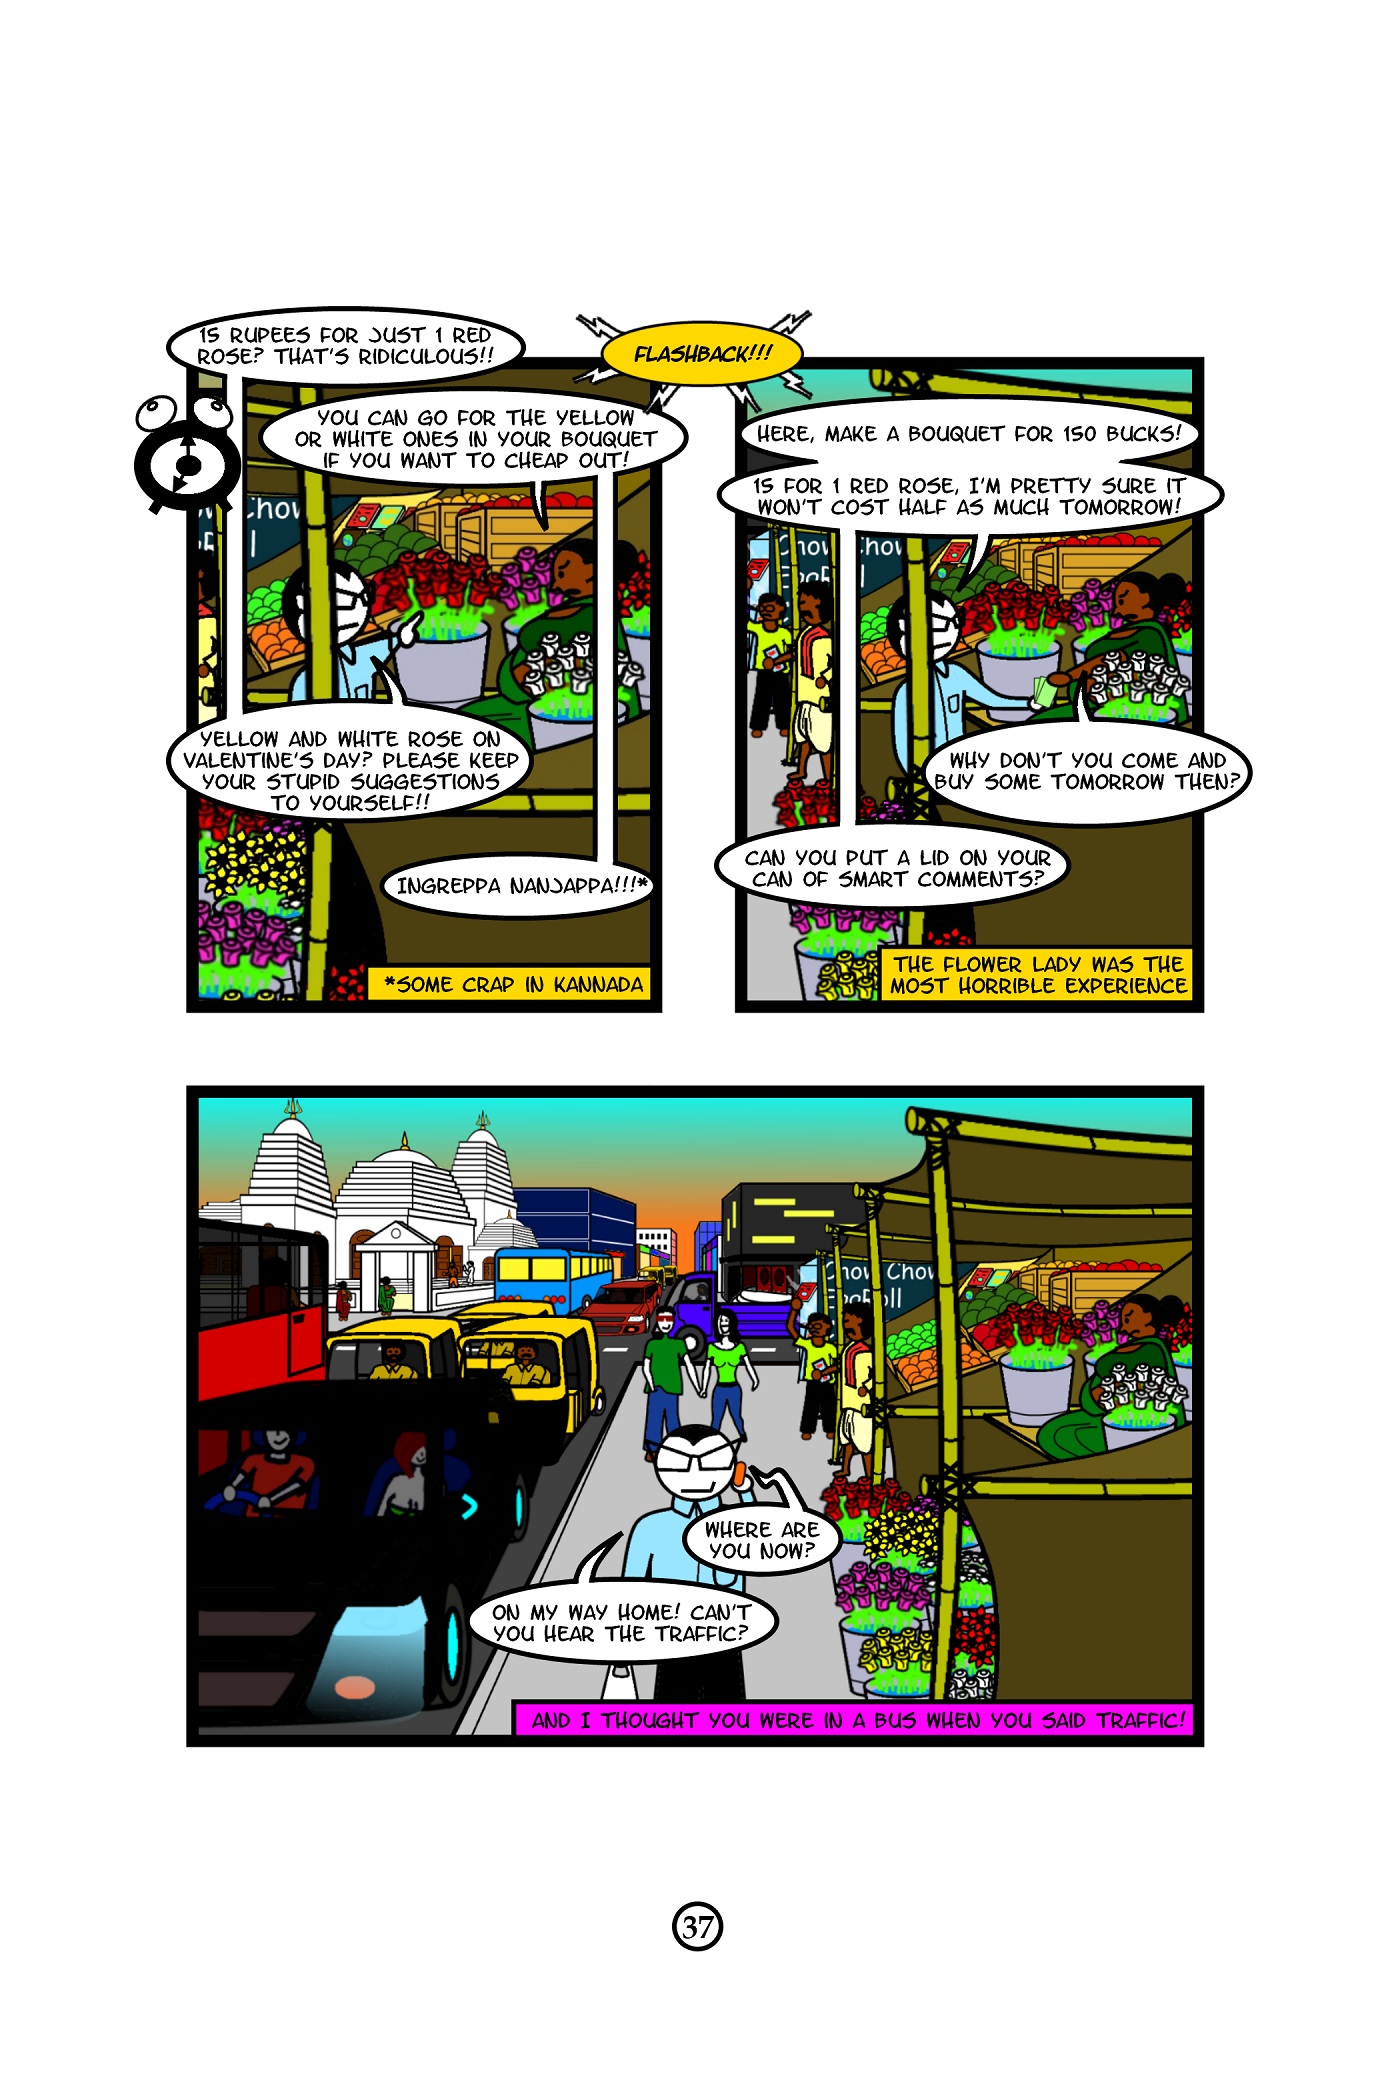 15 RUPEES FOR JUST 1 RED
ROSE? THAT'S RIDICULOUS!!
FLASHBACK!!!
YOU CAN GO FOR THE YELLOW
OR WHITE ONES IN YOUR BOUQUET
IF YOU WANT TO CHEAP OUT!
YELLOW AND WHITE ROSE ON
VALENTINE'S DAY? PLEASE KEEP
YOUR STUPID SUGGESTIONS
TO YOURSELF!!
INGREPPA NANJAPPA!!!*
*SOME CRAP IN KANNADA
HERE, MAKE A BOUQUET FOR 150 BUCKS!
15 FOR 1 RED ROSE, I'M PRETTY SURE IT
WON'T COST HALF AS MUCH TOMORROW!
Chow Chow
WHY DON'T YOU COME AND
BUY SOME TOMORROW THEN?
CAN YOU PUT A LID ON YOUR
CAN OF SMART COMMENTS?
THE FLOWER LADY WAS THE
MOST HORRIBLE EXPERIENCE
Chow Chow
WHERE ARE
YOU NOW?
ON MY WAY HOME! CAN'T
YOU HEAR THE TRAFFIC?
AND I THOUGHT YOU WERE IN A BUS WHEN YOU SAID TRAFFIC!
37